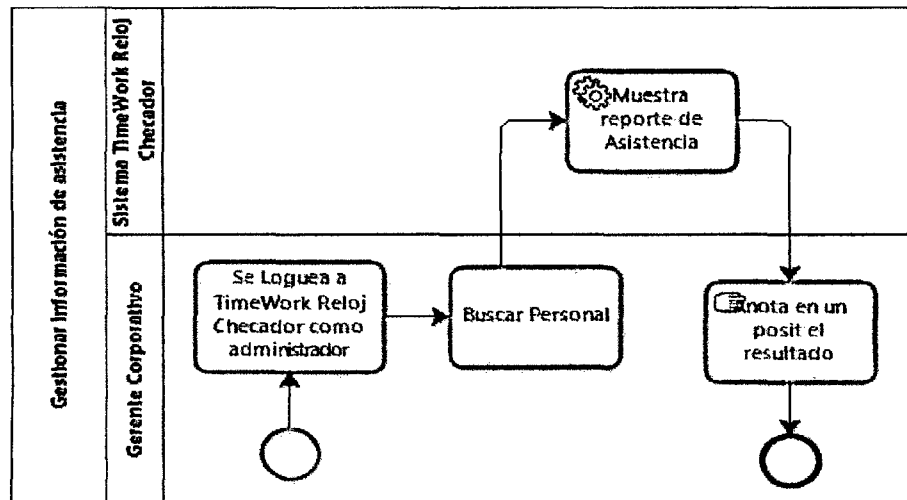 Gestionar información de asistencia
Sistema TimeWork Reloj
Checador
Muestra
reporte de
Asistencia
Gerente Corporativo
Se Loguea a
TimeWork Reloj
Checador como
administrador
Buscar Personal
Anota en un
posit el
resultado